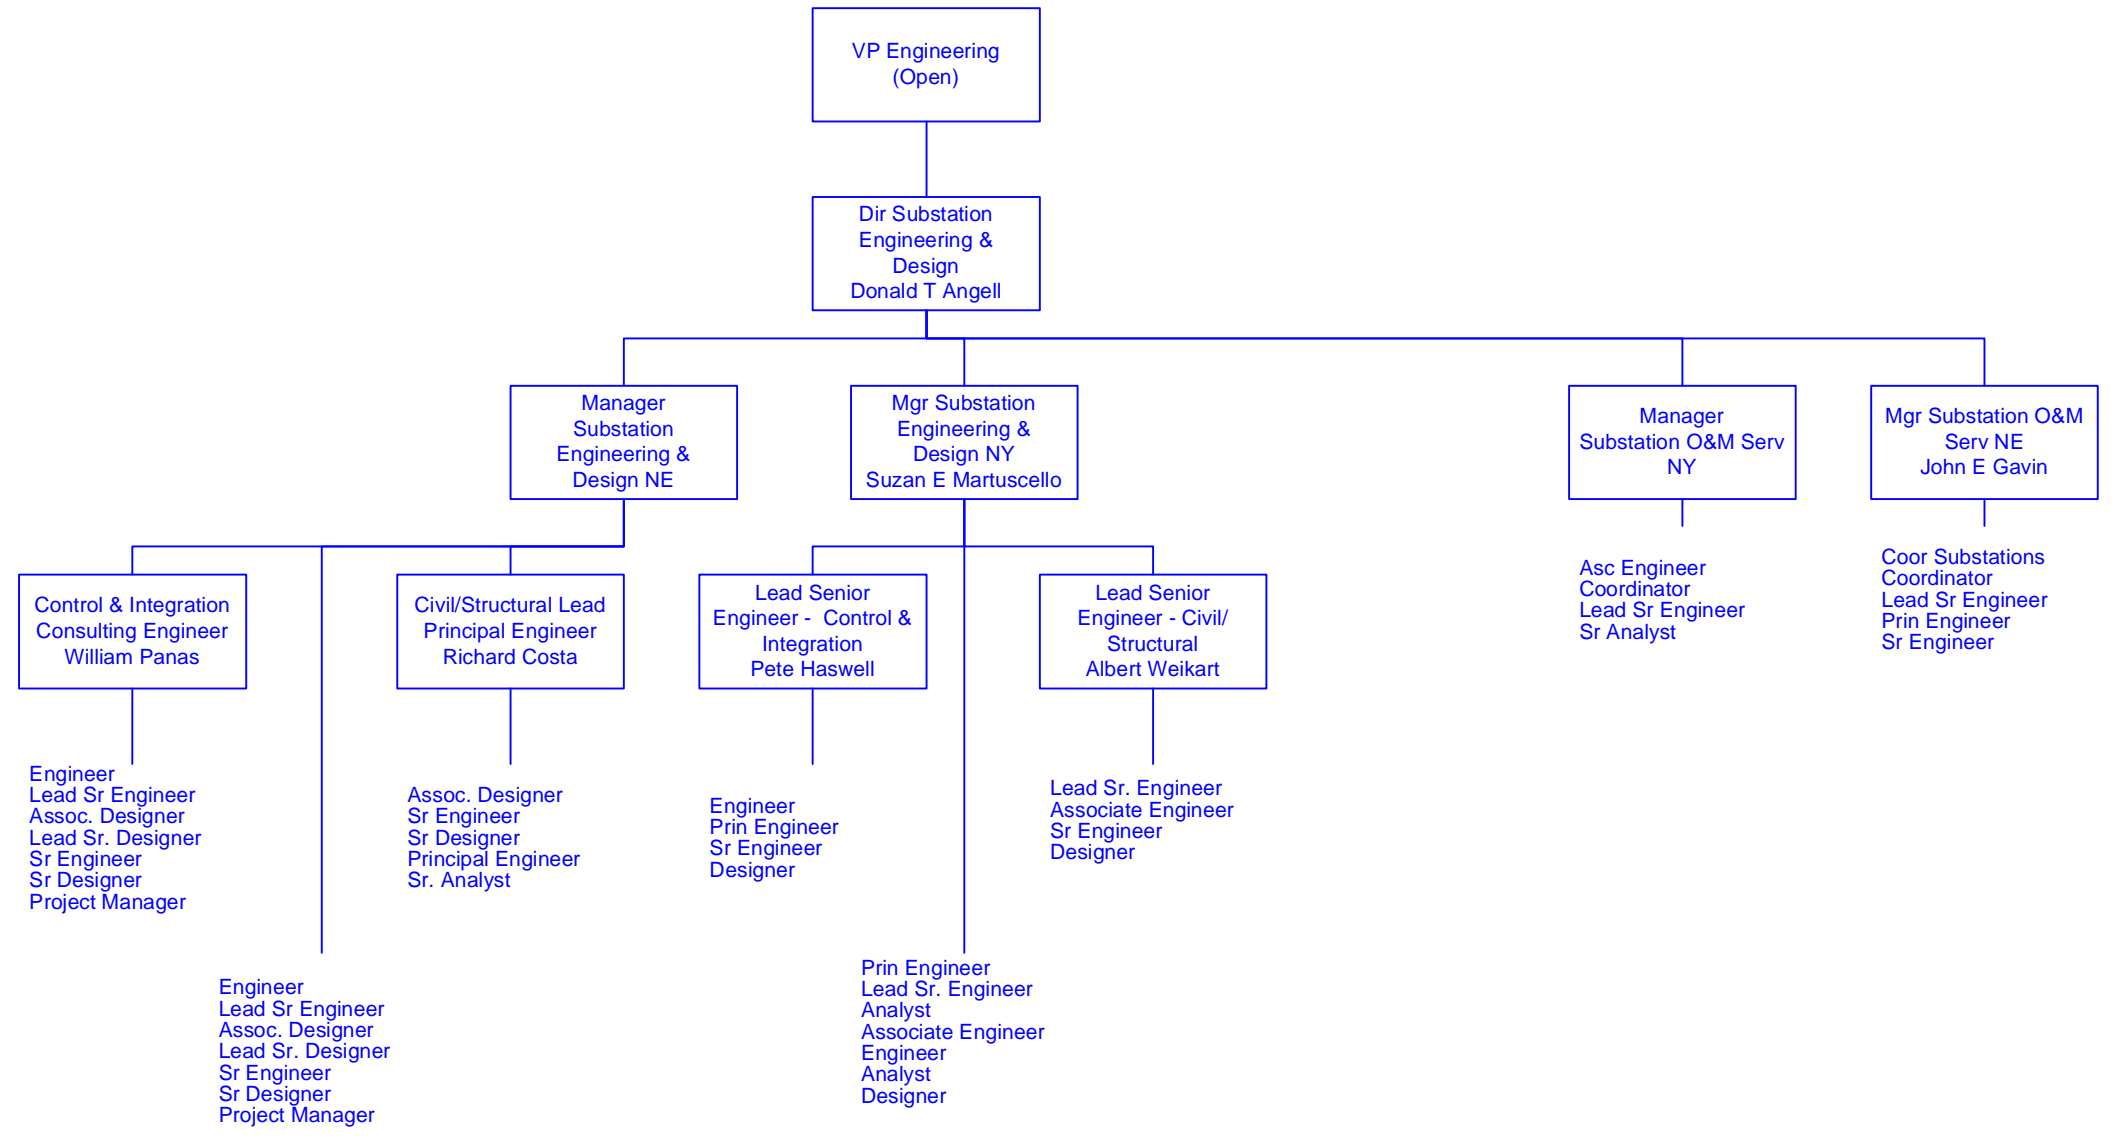 VP Engineering
(Open)
Dir Substation
Engineering &
Design
Donald T Angell
Manager
Substation
Engineering &
Design NE
Mgr Substation
Engineering &
Design NY
Suzan E Martuscello
Manager
Substation O&M Serv
NY
Mgr Substation O&M
Serv NE
John E Gavin
Control & Integration
Consulting Engineer
William Panas
Civil/Structural Lead
Principal Engineer
Richard Costa
Lead Senior
Engineer -  Control &
Integration
Pete Haswell
Lead Senior
Engineer - Civil/
Structural
Albert Weikart
Asc Engineer
Coordinator
Lead Sr Engineer
Sr Analyst
Coor Substations
Coordinator
Lead Sr Engineer
Prin Engineer
Sr Engineer
Engineer
Lead Sr Engineer
Assoc. Designer
Lead Sr. Designer
Sr Engineer
Sr Designer
Project Manager
Assoc. Designer
Sr Engineer
Sr Designer
Principal Engineer
Sr. Analyst
Engineer
Prin Engineer
Sr Engineer
Designer
Lead Sr. Engineer
Associate Engineer
Sr Engineer
Designer
Engineer
Lead Sr Engineer
Assoc. Designer
Lead Sr. Designer
Sr Engineer
Sr Designer
Project Manager
Prin Engineer
Lead Sr. Engineer
Analyst
Associate Engineer
Engineer
Analyst
Designer